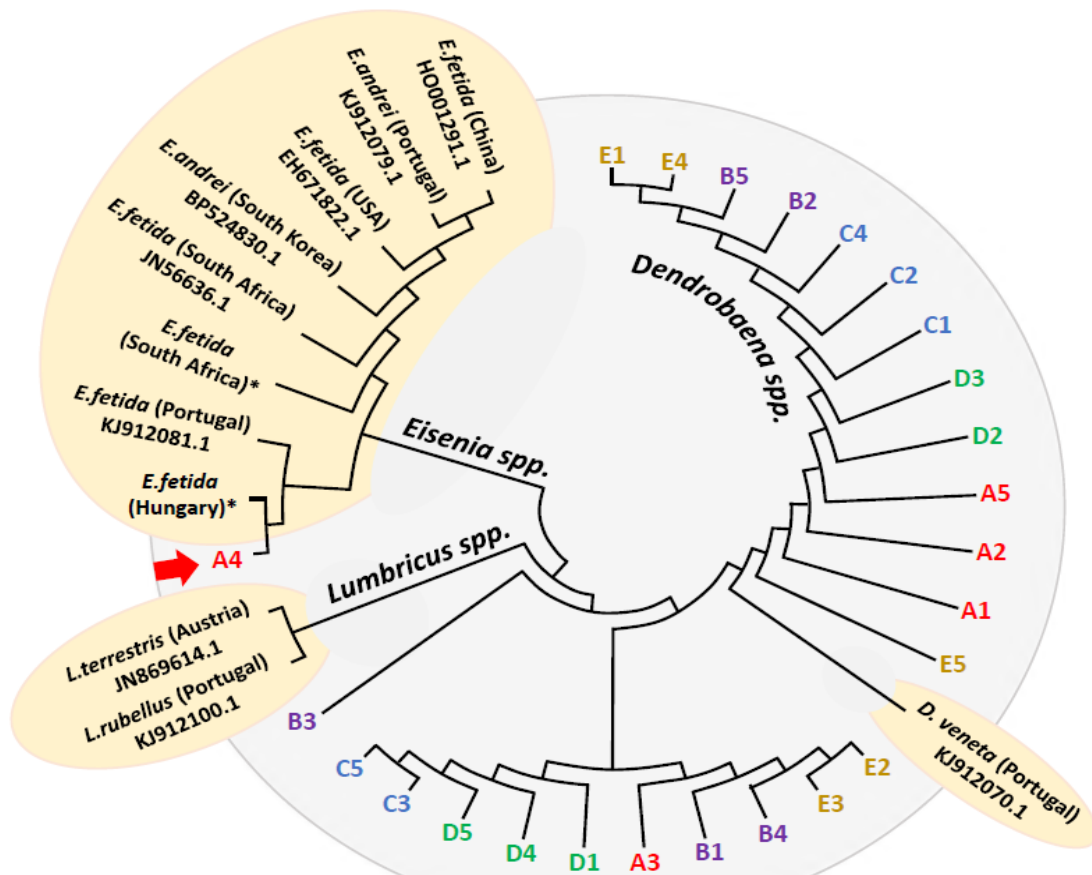 E.fetida (China)
HO001291.1
E.andrei (Portugal)
KJ912079.1
E.fetida (USA)
EH671822.1
E.andrei (South Korea)
BP524830.1
E.fetida (South Africa)
JN56636.1
E.fetida
(South Africa)*
E.fetida (Portugal)
KJ912081.1
E.fetida
(Hungary)*
A4
Eisenia spp.
Lumbricus spp.
L.terrestris (Austria)
JN869614.1
L.rubellus (Portugal)
KJ912100.1
Dendrobaena spp.
E1
E4
B5
B2
C4
C2
C1
D3
D2
A5
A2
A1
E5
D. veneta (Portugal)
KJ912070.1
E2
E3
B4
B1
A3
D1
D4
D5
C3
C5
B3